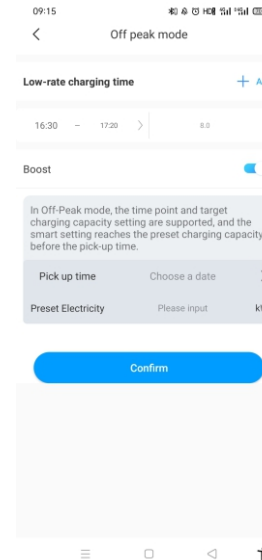 09:15
Off peak mode
Low-rate charging time + A
16:30 – 17:20 > 6.0
Boost
In Off-Peak mode, the time point and target
charging capacity setting are supported, and the
smart setting reaches the preset charging capacity
before the pick-up time.
Pick up time Choose a date
Preset Electricity Please input
Confirm